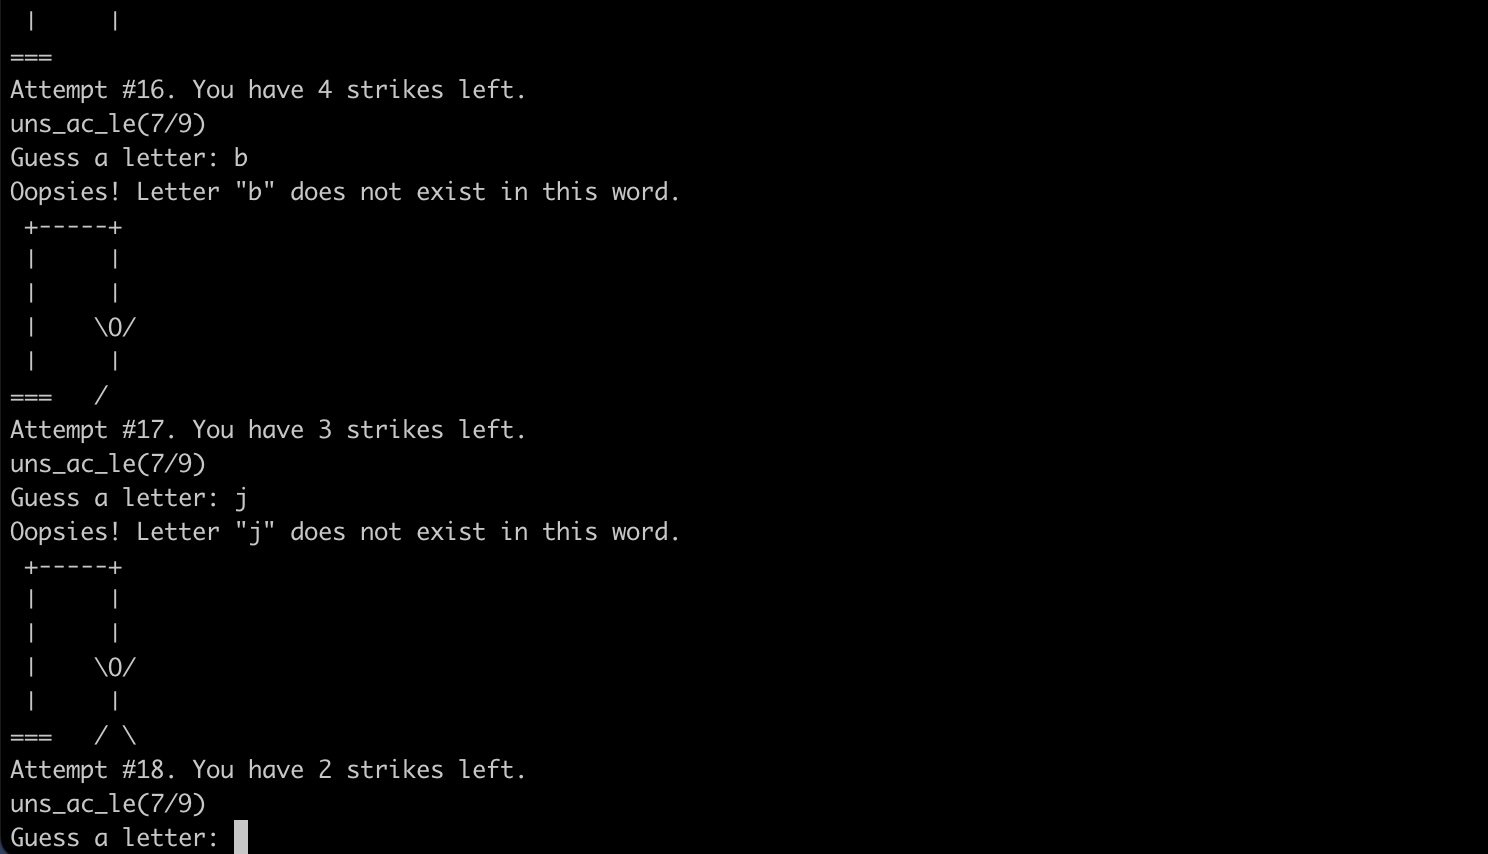 |     |
===
Attempt #16. You have 4 strikes left.
uns_ac_le(7/9)
Guess a letter: b
Oopsies! Letter "b" does not exist in this word.
 +-----+
 |     |
 |     |
 |    \O/
 |     |
===   /
Attempt #17. You have 3 strikes left.
uns_ac_le(7/9)
Guess a letter: j
Oopsies! Letter "j" does not exist in this word.
 +-----+
 |     |
 |     |
 |    \O/
 |     |
===   / \
Attempt #18. You have 2 strikes left.
uns_ac_le(7/9)
Guess a letter: